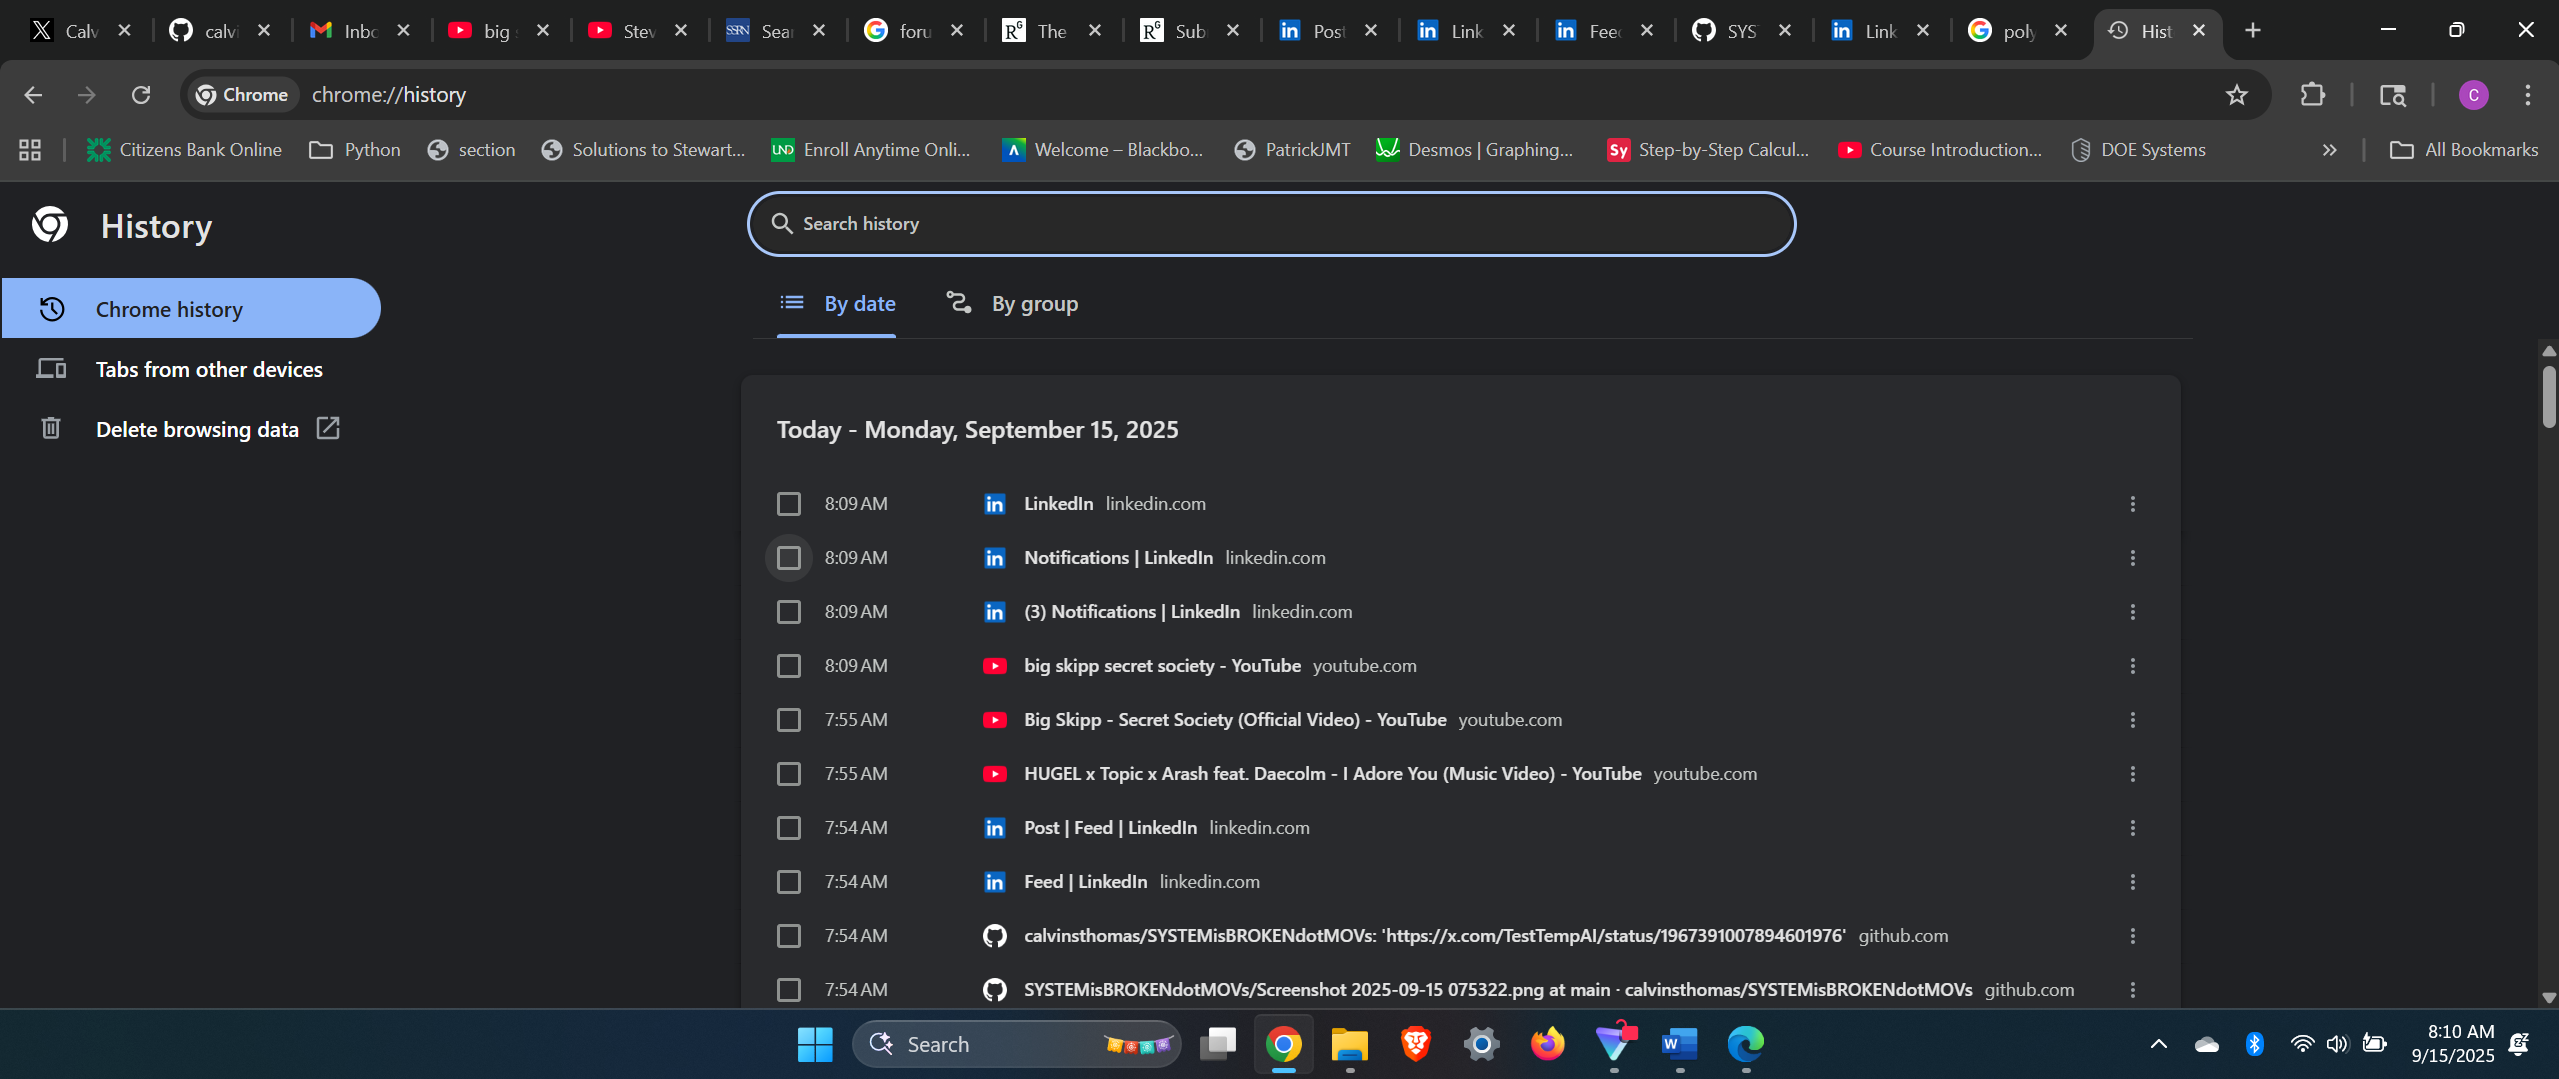 Calv calvi Inbo big Stev Sear foru The Sub Post Link Feed SYS Link poly Hist
Chrome chrome://history
Citizens Bank Online Python section Solutions to Stewart... Enroll Anytime Onli... Welcome – Blackbo... PatrickJMT Desmos | Graphing... Step-by-Step Calcul... Course Introduction... DOE Systems » All Bookmarks
History
Search history
Chrome history
Tabs from other devices
Delete browsing data
By date By group
Today - Monday, September 15, 2025
8:09 AM LinkedIn linkedin.com
8:09 AM Notifications | LinkedIn linkedin.com
8:09 AM (3) Notifications | LinkedIn linkedin.com
8:09 AM big skipp secret society - YouTube youtube.com
7:55 AM Big Skipp - Secret Society (Official Video) - YouTube youtube.com
7:55 AM HUGEL x Topic x Arash feat. Daecolm - I Adore You (Music Video) - YouTube youtube.com
7:54 AM Post | Feed | LinkedIn linkedin.com
7:54 AM Feed | LinkedIn linkedin.com
7:54 AM calvinsthomas/SYSTEMisBROKENdotMOVs: 'https://x.com/TestTempAI/status/1967391007894601976' github.com
7:54 AM SYSTEMisBROKENdotMOVs/Screenshot 2025-09-15 075322.png at main · calvinsthomas/SYSTEMisBROKENdotMOVs github.com
Search
8:10 AM
9/15/2025